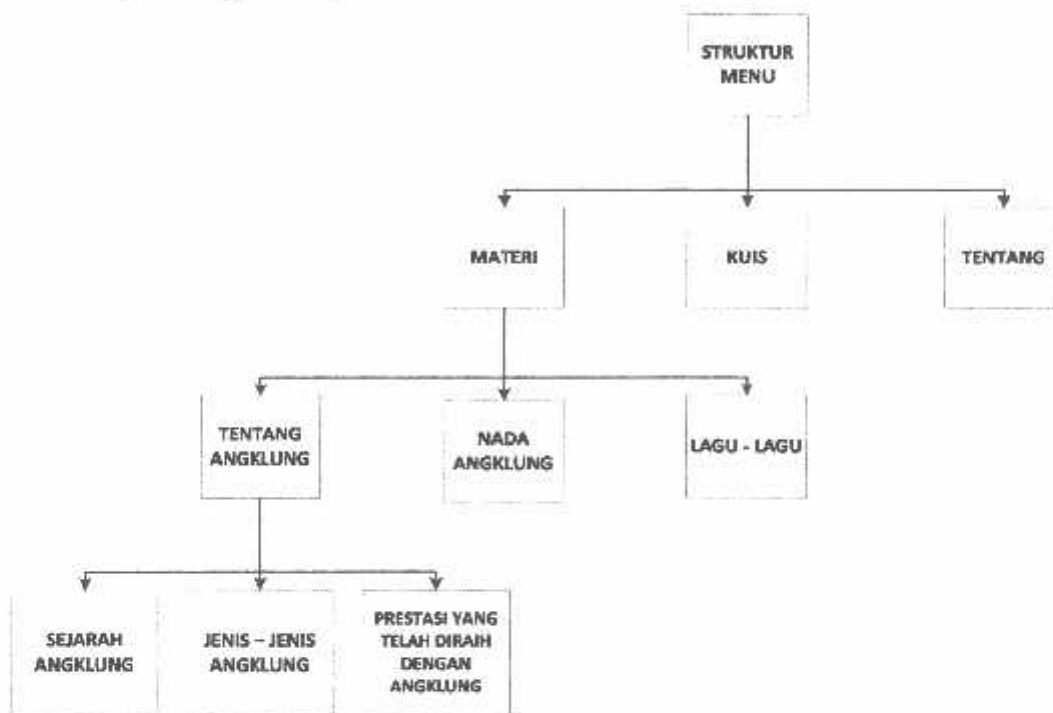 STRUKTUR
MENU
MATERI
KUIS
TENTANG
TENTANG
ANGKLUNG
NADA
ANGKLUNG
LAGU - LAGU
SEJARAH
ANGKLUNG
JENIS – JENIS
ANGKLUNG
PRESTASI YANG
TELAH DIRAIH
DENGAN
ANGKLUNG